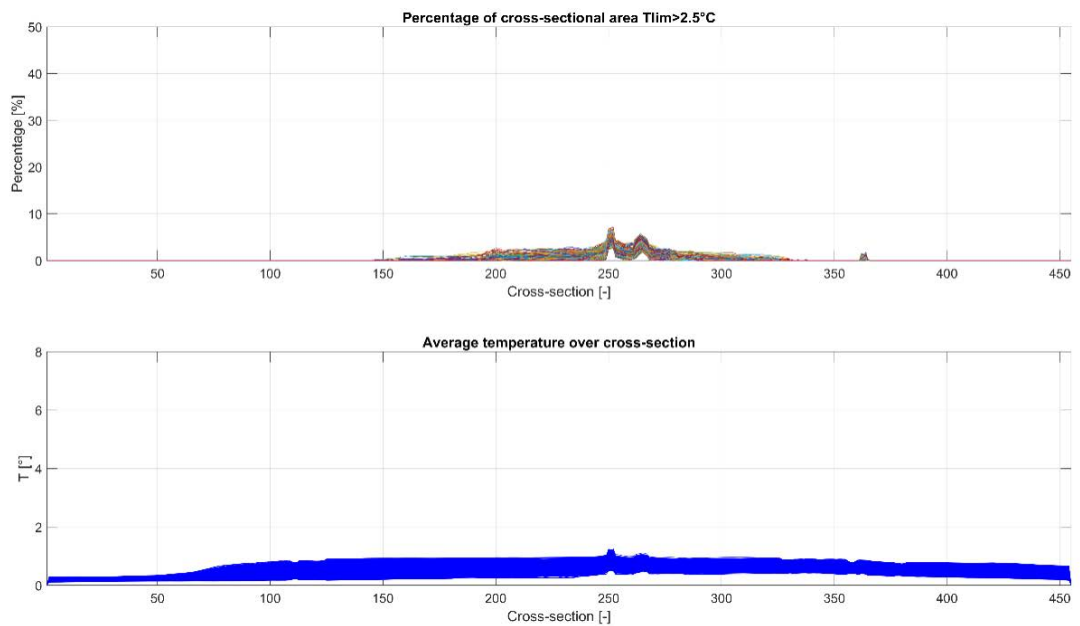 Percentage of cross-sectional area Tlim>2.5°C
50
40
30
20
10
0
Percentage [%]
50 100 150 200 250 300 350 400 450
Cross-section [-]
Average temperature over cross-section
8
6
4
2
0
T [°]
50 100 150 200 250 300 350 400 450
Cross-section [-]